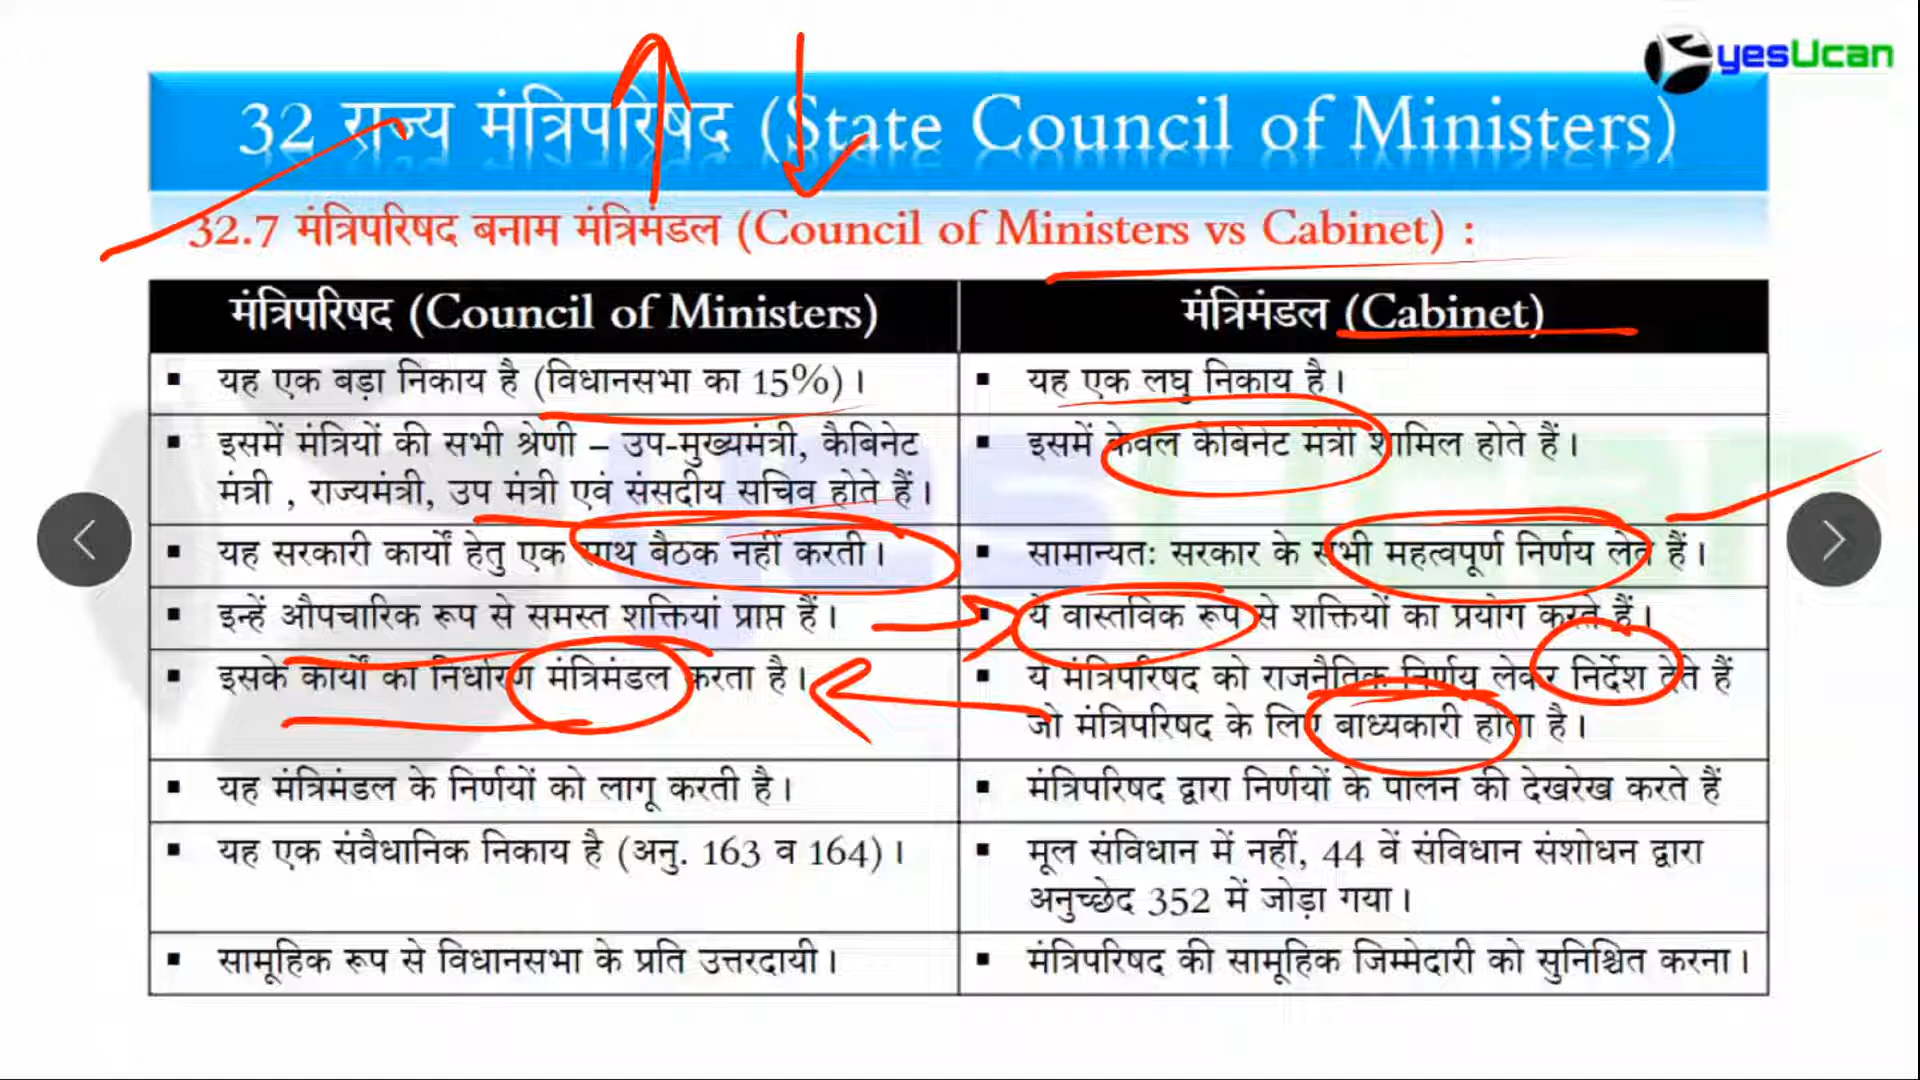 yesUcan
32 राज्य मंत्रिपरिषद (State Council of Ministers)
32.7 मंत्रिपरिषद बनाम मंत्रिमंडल (Council of Ministers vs Cabinet) :
मंत्रिपरिषद (Council of Ministers)
मंत्रिमंडल (Cabinet)
▪ यह एक बड़ा निकाय है (विधानसभा का 15%)।
▪ यह एक लघु निकाय है।
▪ इसमें मंत्रियों की सभी श्रेणी – उप-मुख्यमंत्री, कैबिनेट
मंत्री , राज्यमंत्री, उप मंत्री एवं संसदीय सचिव होते हैं।
▪ इसमें केवल केबिनेट मंत्री शामिल होते हैं।
▪ यह सरकारी कार्यों हेतु एक साथ बैठक नहीं करती।
▪ सामान्यतः सरकार के सभी महत्वपूर्ण निर्णय लेते हैं।
▪ इन्हें औपचारिक रूप से समस्त शक्तियां प्राप्त हैं।
▪ ये वास्तविक रूप से शक्तियों का प्रयोग करते हैं।
▪ इसके कार्यों का निर्धारण मंत्रिमंडल करता है।
▪ ये मंत्रिपरिषद को राजनैतिक निर्णय लेकर निर्देश देते हैं
जो मंत्रिपरिषद के लिए बाध्यकारी होता है।
▪ यह मंत्रिमंडल के निर्णयों को लागू करती है।
▪ मंत्रिपरिषद द्वारा निर्णयों के पालन की देखरेख करते हैं
▪ यह एक संवैधानिक निकाय है (अनु. 163 व 164)।
▪ मूल संविधान में नहीं, 44 वें संविधान संशोधन द्वारा
अनुच्छेद 352 में जोड़ा गया।
▪ सामूहिक रूप से विधानसभा के प्रति उत्तरदायी।
▪ मंत्रिपरिषद की सामूहिक जिम्मेदारी को सुनिश्चित करना।